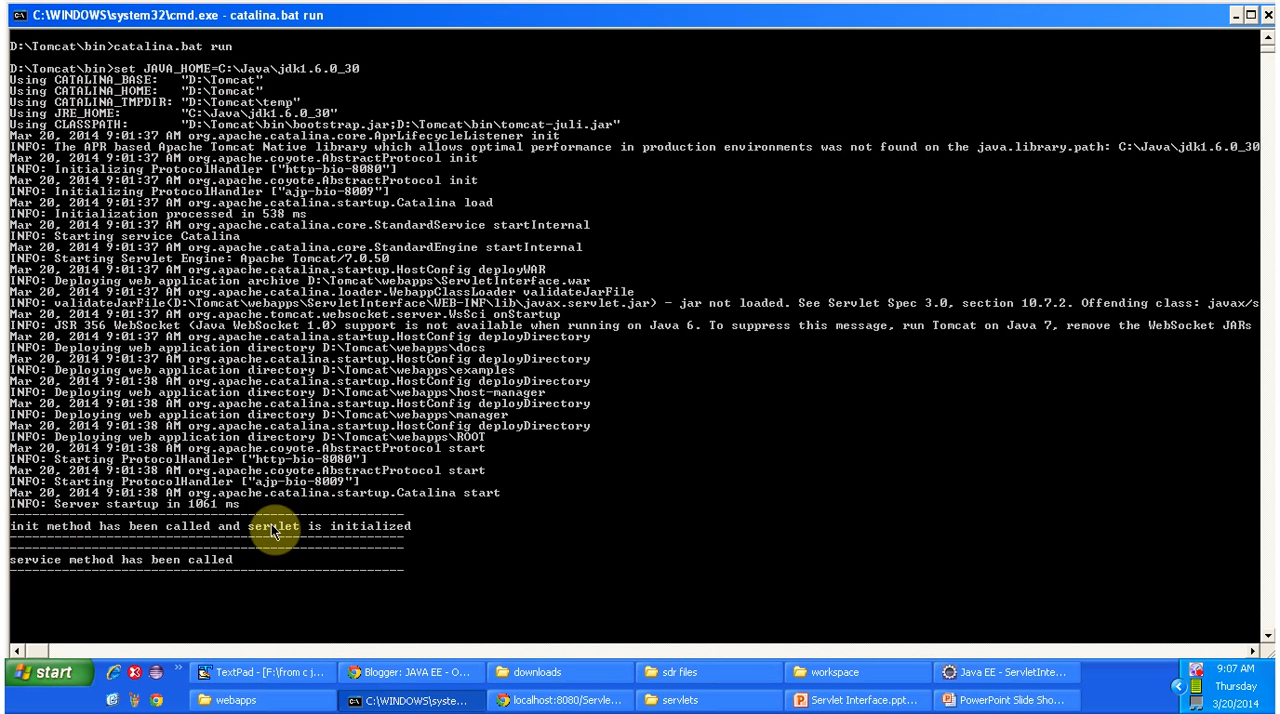 C:\WINDOWS\system32\cmd.exe - catalina.bat run
D:\Tomcat\bin>catalina.bat run
D:\Tomcat\bin>set JAVA_HOME=C:\Java\jdk1.6.0_30
Using CATALINA_BASE:   "D:\Tomcat"
Using CATALINA_HOME:   "D:\Tomcat"
Using CATALINA_TMPDIR: "D:\Tomcat\temp"
Using JRE_HOME:        "C:\Java\jdk1.6.0_30"
Using CLASSPATH:       "D:\Tomcat\bin\bootstrap.jar;D:\Tomcat\bin\tomcat-juli.jar"
Mar 20, 2014 9:01:37 AM org.apache.catalina.core.AprLifecycleListener init
INFO: The APR based Apache Tomcat Native library which allows optimal performance in production environments was not found on the java.library.path: C:\Java\jdk1.6.0_30
Mar 20, 2014 9:01:37 AM org.apache.coyote.AbstractProtocol init
INFO: Initializing ProtocolHandler ["http-bio-8080"]
Mar 20, 2014 9:01:37 AM org.apache.coyote.AbstractProtocol init
INFO: Initializing ProtocolHandler ["ajp-bio-8009"]
Mar 20, 2014 9:01:37 AM org.apache.catalina.startup.Catalina load
INFO: Initialization processed in 538 ms
Mar 20, 2014 9:01:37 AM org.apache.catalina.core.StandardService startInternal
INFO: Starting service Catalina
Mar 20, 2014 9:01:37 AM org.apache.catalina.core.StandardEngine startInternal
INFO: Starting Servlet Engine: Apache Tomcat/7.0.50
Mar 20, 2014 9:01:37 AM org.apache.catalina.startup.HostConfig deployWAR
INFO: Deploying web application archive D:\Tomcat\webapps\ServletInterface.war
Mar 20, 2014 9:01:37 AM org.apache.catalina.loader.WebappClassLoader validateJarFile
INFO: validateJarFile(D:\Tomcat\webapps\ServletInterface\WEB-INF\lib\javax.servlet.jar) - jar not loaded. See Servlet Spec 3.0, section 10.7.2. Offending class: javax/s
Mar 20, 2014 9:01:37 AM org.apache.tomcat.websocket.server.WsSci onStartup
INFO: JSR 356 WebSocket (Java WebSocket 1.0) support is not available when running on Java 6. To suppress this message, run Tomcat on Java 7, remove the WebSocket JARs
Mar 20, 2014 9:01:37 AM org.apache.catalina.startup.HostConfig deployDirectory
INFO: Deploying web application directory D:\Tomcat\webapps\docs
Mar 20, 2014 9:01:37 AM org.apache.catalina.startup.HostConfig deployDirectory
INFO: Deploying web application directory D:\Tomcat\webapps\examples
Mar 20, 2014 9:01:38 AM org.apache.catalina.startup.HostConfig deployDirectory
INFO: Deploying web application directory D:\Tomcat\webapps\host-manager
Mar 20, 2014 9:01:38 AM org.apache.catalina.startup.HostConfig deployDirectory
INFO: Deploying web application directory D:\Tomcat\webapps\manager
Mar 20, 2014 9:01:38 AM org.apache.catalina.startup.HostConfig deployDirectory
INFO: Deploying web application directory D:\Tomcat\webapps\ROOT
Mar 20, 2014 9:01:38 AM org.apache.coyote.AbstractProtocol start
INFO: Starting ProtocolHandler ["http-bio-8080"]
Mar 20, 2014 9:01:38 AM org.apache.coyote.AbstractProtocol start
INFO: Starting ProtocolHandler ["ajp-bio-8009"]
Mar 20, 2014 9:01:38 AM org.apache.catalina.startup.Catalina start
INFO: Server startup in 1061 ms
-----------------------------------------------------
init method has been called and servlet is initialized
-----------------------------------------------------
-----------------------------------------------------
service method has been called
-----------------------------------------------------
start
TextPad - [F:\from c j...
Blogger: JAVA EE - O...
downloads
sdr files
workspace
Java EE - ServletInte...
9:07 AM
webapps
C:\WINDOWS\syste...
localhost:8080/Servle...
servlets
Servlet Interface.ppt...
PowerPoint Slide Sho...
Thursday
3/20/2014